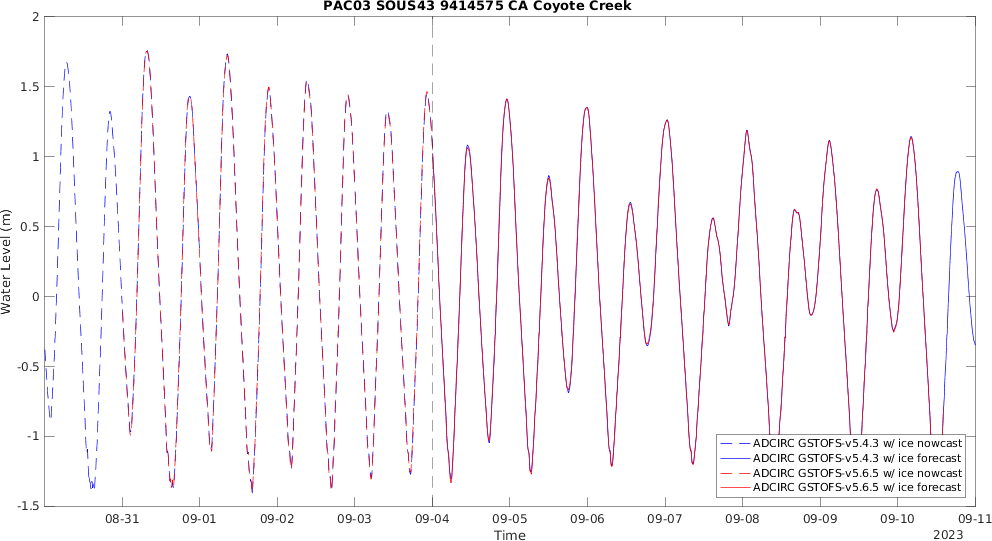 PAC03 SOUS43 9414575 CA Coyote Creek
2
1.5
1
0.5
0
-0.5
-1
-1.5
Water Level (m)
ADCIRC GSTOFS-v5.4.3 w/ ice nowcast
ADCIRC GSTOFS-v5.4.3 w/ ice forecast
ADCIRC GSTOFS-v5.6.5 w/ ice nowcast
ADCIRC GSTOFS-v5.6.5 w/ ice forecast
08-31 09-01 09-02 09-03 09-04 09-05 09-06 09-07 09-08 09-09 09-10 09-11
Time
2023